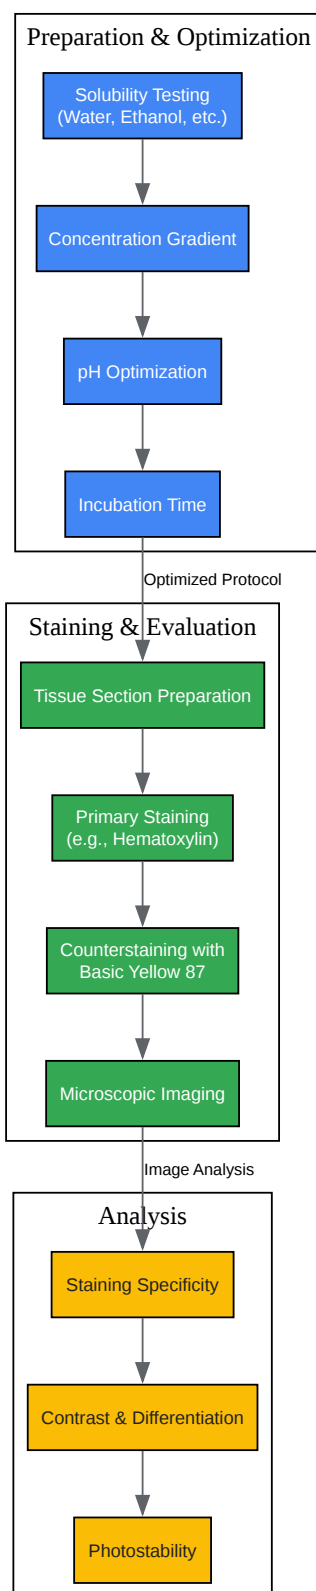 Preparation & Optimization
Solubility Testing
(Water, Ethanol, etc.)
Concentration Gradient
pH Optimization
Incubation Time
Optimized Protocol
Staining & Evaluation
Tissue Section Preparation
Primary Staining
(e.g., Hematoxylin)
Counterstaining with
Basic Yellow 87
Microscopic Imaging
Image Analysis
Analysis
Staining Specificity
Contrast & Differentiation
Photostability